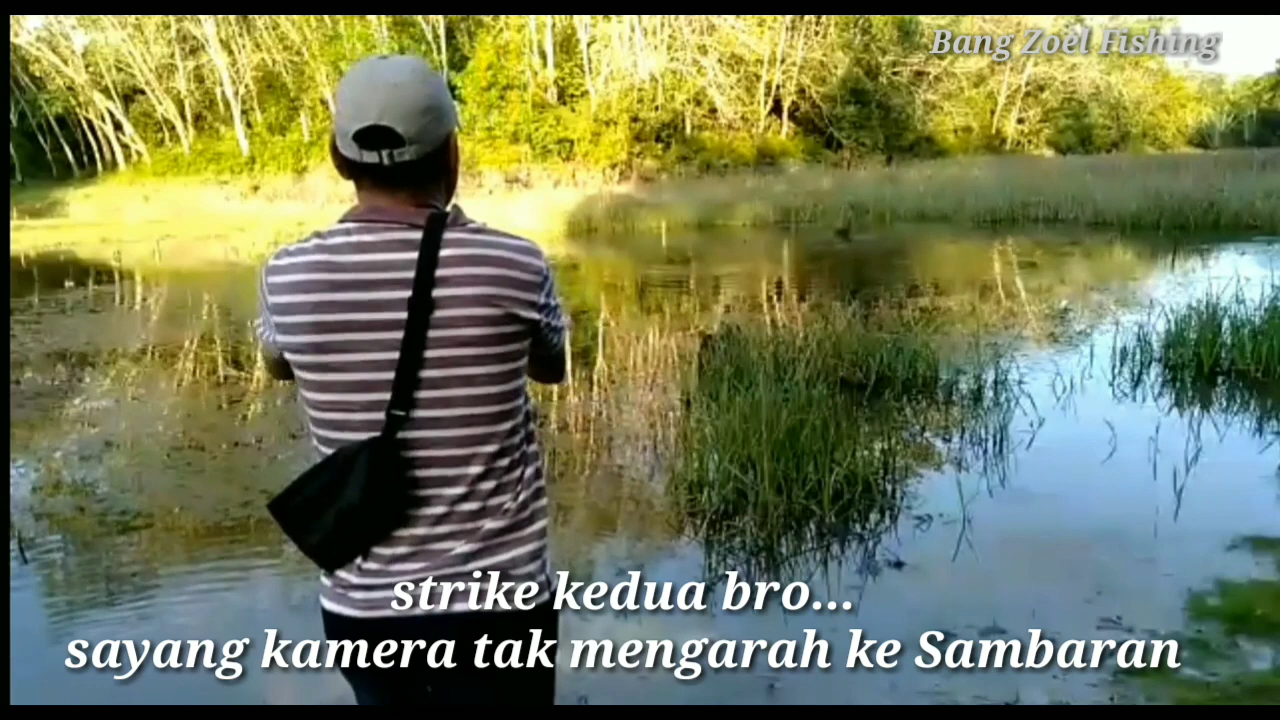 Bang Zoel Fishing
strike kedua bro...
sayang kamera tak mengarah ke Sambaran